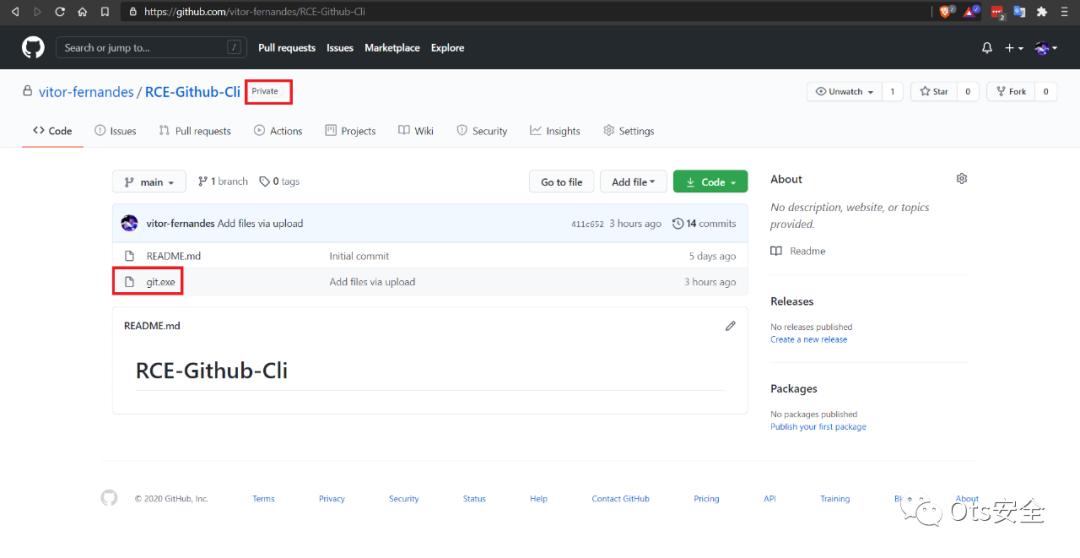 https://github.com/vitor-fernandes/RCE-Github-Cli
2
2
Search or jump to... /
Pull requests Issues Marketplace Explore
vitor-fernandes / RCE-Github-Cli Private
Unwatch 1 Star 0 Fork 0
Code Issues Pull requests Actions Projects Wiki Security Insights Settings
main 1 branch 0 tags Go to file Add file Code
About
No description, website, or topics
provided.
Readme
vitor-fernandes Add files via upload 411c652 3 hours ago 14 commits
README.md Initial commit 5 days ago
git.exe Add files via upload 3 hours ago
Releases
No releases published
Create a new release
README.md
RCE-Github-Cli
Packages
No packages published
Publish your first package
© 2020 GitHub, Inc. Terms Privacy Security Status Help Contact GitHub Pricing API Training About
Ots安全